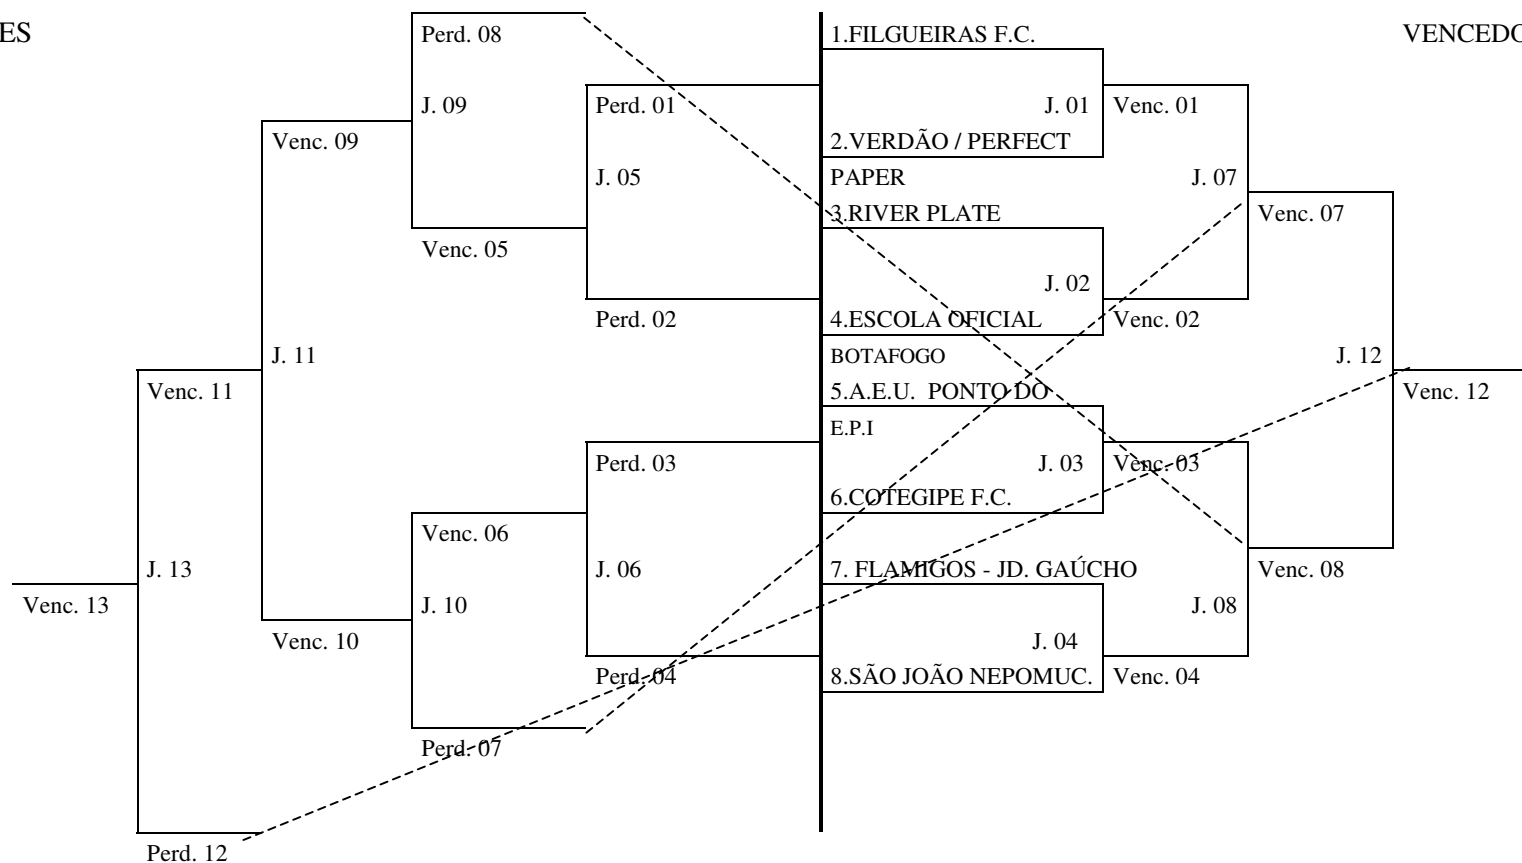 ES
VENCEDO
Perd. 08
J. 09
Venc. 09
Venc. 05
Perd. 01
J. 05
Perd. 02
J. 11
Venc. 11
J. 13
Venc. 13
Perd. 03
Venc. 06
J. 06
J. 10
Venc. 10
Perd. 04
Perd. 07
Perd. 12
1.FILGUEIRAS F.C.
J. 01
2.VERDÃO / PERFECT
PAPER
3.RIVER PLATE
J. 02
4.ESCOLA OFICIAL
BOTAFOGO
5.A.E.U. PONTO DO
E.P.I
J. 03
6.COTEGIPE F.C.
7. FLAMIGOS - JD. GAÚCHO
J. 04
8.SÃO JOÃO NEPOMUC.
Venc. 01
J. 07
Venc. 02
Venc. 07
J. 12
Venc. 12
Venc. 03
Venc. 08
J. 08
Venc. 04